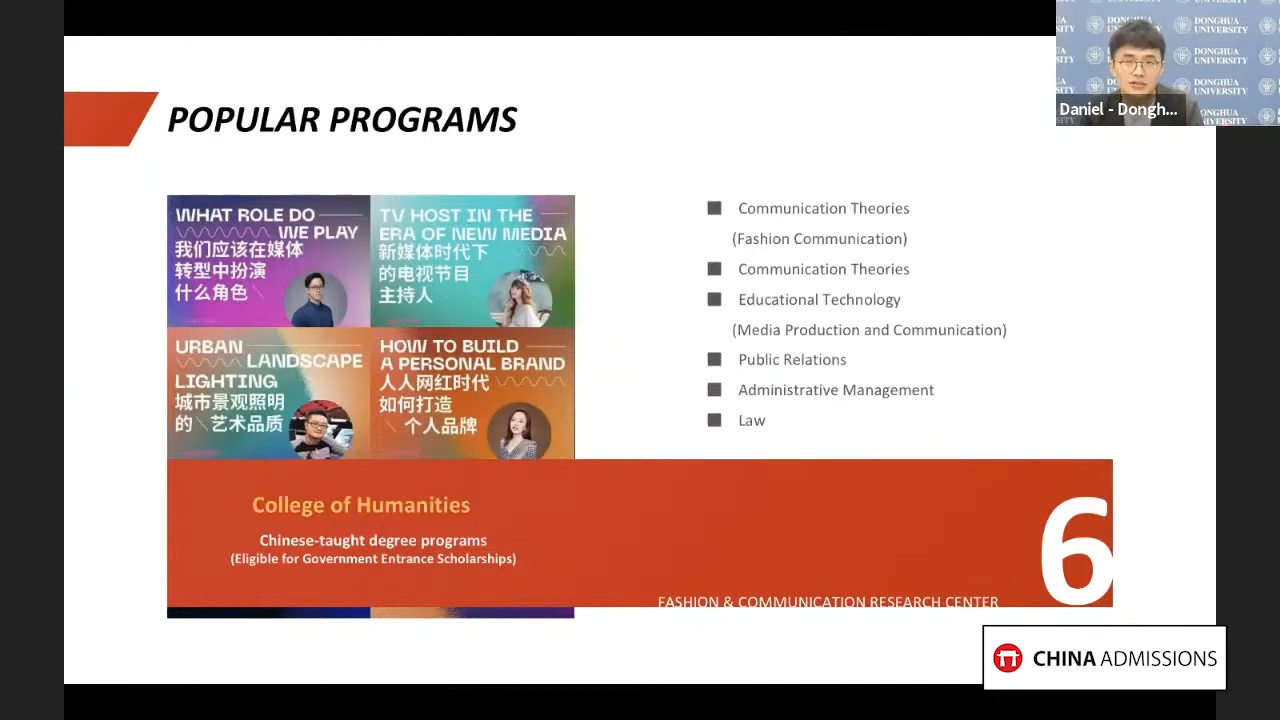 POPULAR PROGRAMS
DONGHUA
UNIVERSITY
Daniel - Dongh...
WHAT ROLE DO
WE PLAY
我们应该在媒体
转型中扮演
什么角色
TV HOST IN THE
ERA OF NEW MEDIA
新媒体时代下
的电视节目
主持人
URBAN
LANDSCAPE
LIGHTING
城市景观照明
的 \ 艺术品质
HOW TO BUILD
A PERSONAL BRAND
人人网红时代
如何打造
\ 个人品牌
Communication Theories
(Fashion Communication)
Communication Theories
Educational Technology
(Media Production and Communication)
Public Relations
Administrative Management
Law
College of Humanities
Chinese-taught degree programs
(Eligible for Government Entrance Scholarships)
6
FASHION & COMMUNICATION RESEARCH CENTER
CHINA ADMISSIONS